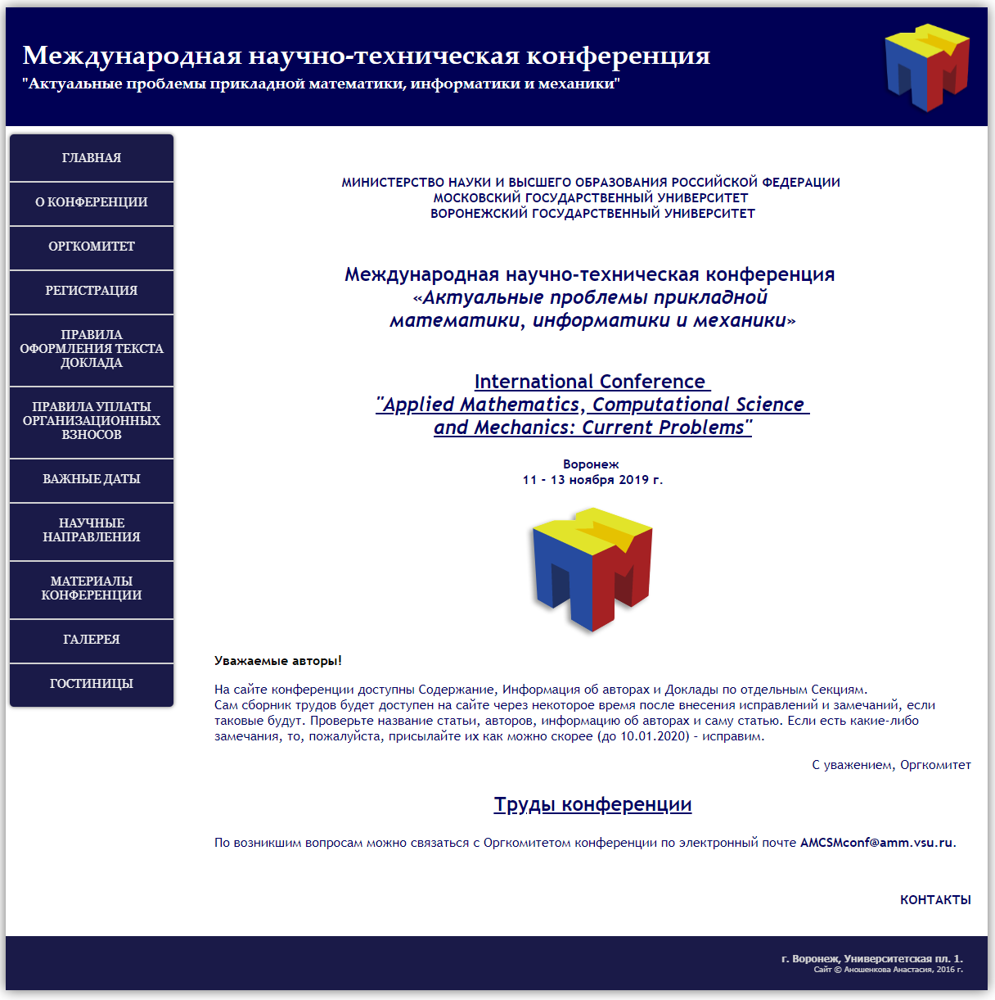 Международная научно-техническая конференция
"Актуальные проблемы прикладной математики, информатики и механики"
ГЛАВНАЯ
О КОНФЕРЕНЦИИ
ОРГКОМИТЕТ
РЕГИСТРАЦИЯ
ПРАВИЛА
ОФОРМЛЕНИЯ ТЕКСТА
ДОКЛАДА
ПРАВИЛА УПЛАТЫ
ОРГАНИЗАЦИОННЫХ
ВЗНОСОВ
ВАЖНЫЕ ДАТЫ
НАУЧНЫЕ
НАПРАВЛЕНИЯ
МАТЕРИАЛЫ
КОНФЕРЕНЦИИ
ГАЛЕРЕЯ
ГОСТИНИЦЫ
МИНИСТЕРСТВО НАУКИ И ВЫСШЕГО ОБРАЗОВАНИЯ РОССИЙСКОЙ ФЕДЕРАЦИИ
МОСКОВСКИЙ ГОСУДАРСТВЕННЫЙ УНИВЕРСИТЕТ
ВОРОНЕЖСКИЙ ГОСУДАРСТВЕННЫЙ УНИВЕРСИТЕТ
Международная научно-техническая конференция
«Актуальные проблемы прикладной
математики, информатики и механики»
International Conference
"Applied Mathematics, Computational Science
and Mechanics: Current Problems"
Воронеж
11 - 13 ноября 2019 г.
Уважаемые авторы!
На сайте конференции доступны Содержание, Информация об авторах и Доклады по отдельным Секциям.
Сам сборник трудов будет доступен на сайте через некоторое время после внесения исправлений и замечаний, если
таковые будут. Проверьте название статьи, авторов, информацию об авторах и саму статью. Если есть какие-либо
замечания, то, пожалуйста, присылайте их как можно скорее (до 10.01.2020) – исправим.
С уважением, Оргкомитет
Труды конференции
По возникшим вопросам можно связаться с Оргкомитетом конференции по электронный почте AMCSMconf@amm.vsu.ru.
КОНТАКТЫ
г. Воронеж, Университетская пл. 1.
Сайт © Аношенкова Анастасия, 2016 г.